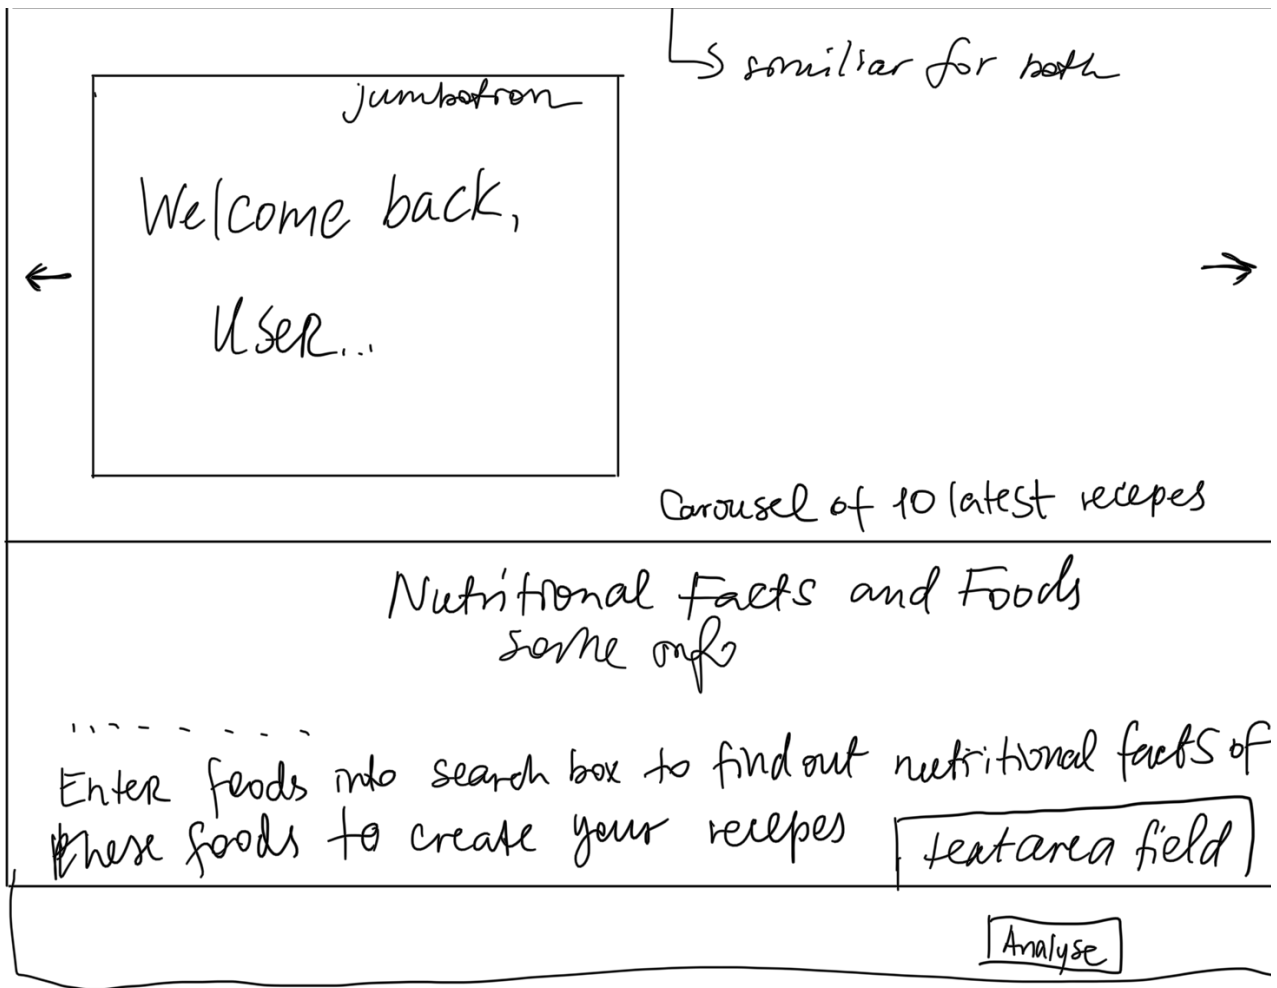 similiar for both
jumbotron
Welcome back,
User...
Carousel of 10 latest recepes
Nutritional Facts and Foods
some info
Enter foods into search box to find out nutritional facts of
these foods to create your recepes
textarea field
Analyse